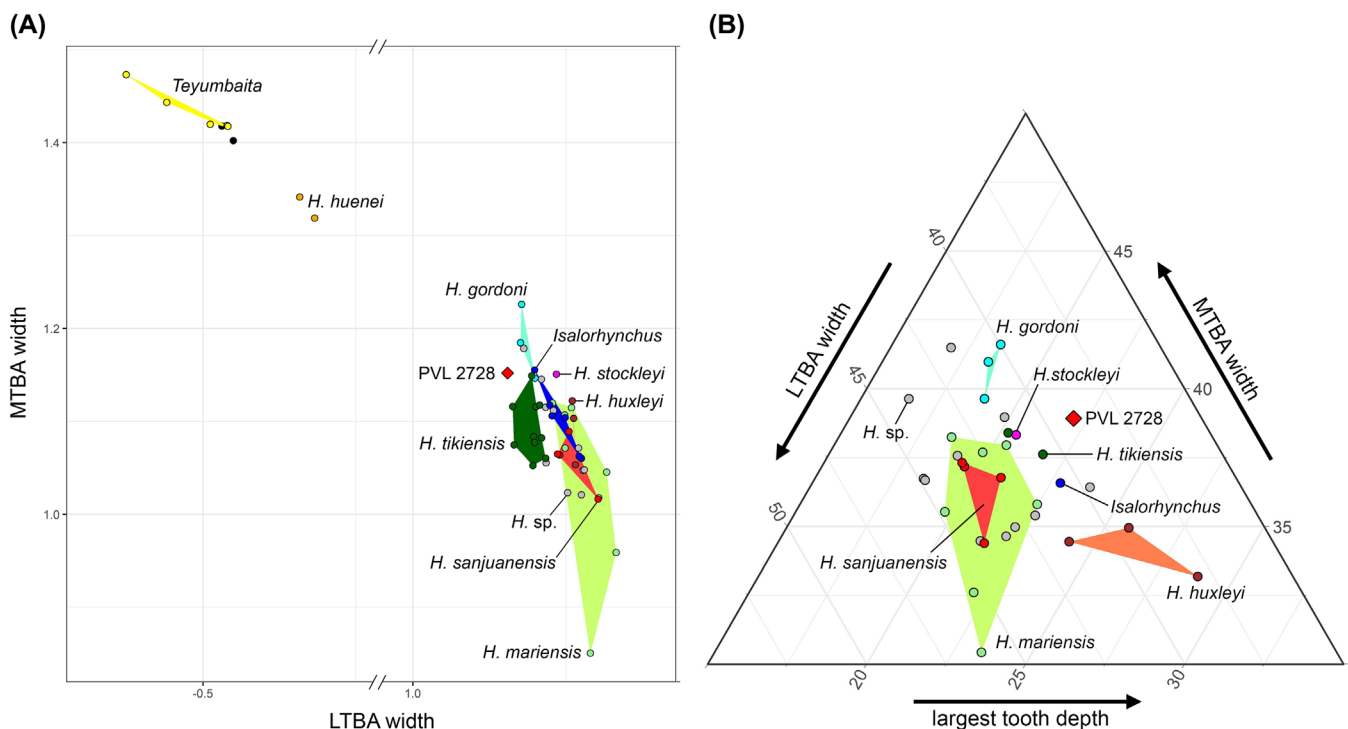 (A)
(B)
Teyumbaita
H. huenei
H. gordoni
Isalorhynchus
PVL 2728
H. stockleyi
H. huxleyi
H. tikiensis
H. sp.
H. sanjuanensis
H. mariensis
MTBA width
1.4
1.2
1.0
-0.5
1.0
LTBA width
40
45
LTBA width
MTBA width
H. gordoni
H.stockleyi
40
45
PVL 2728
H. sp.
H. tikiensis
Isalorhynchus
50
35
H. sanjuanensis
H. huxleyi
H. mariensis
20
25
30
largest tooth depth